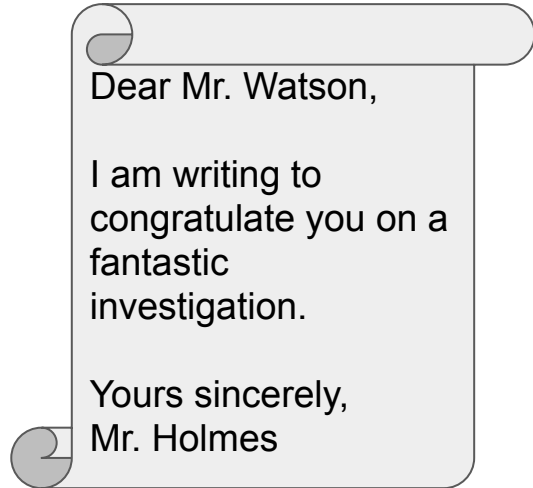 Dear Mr. Watson,
I am writing to
congratulate you on a
fantastic
investigation.
Yours sincerely,
Mr. Holmes